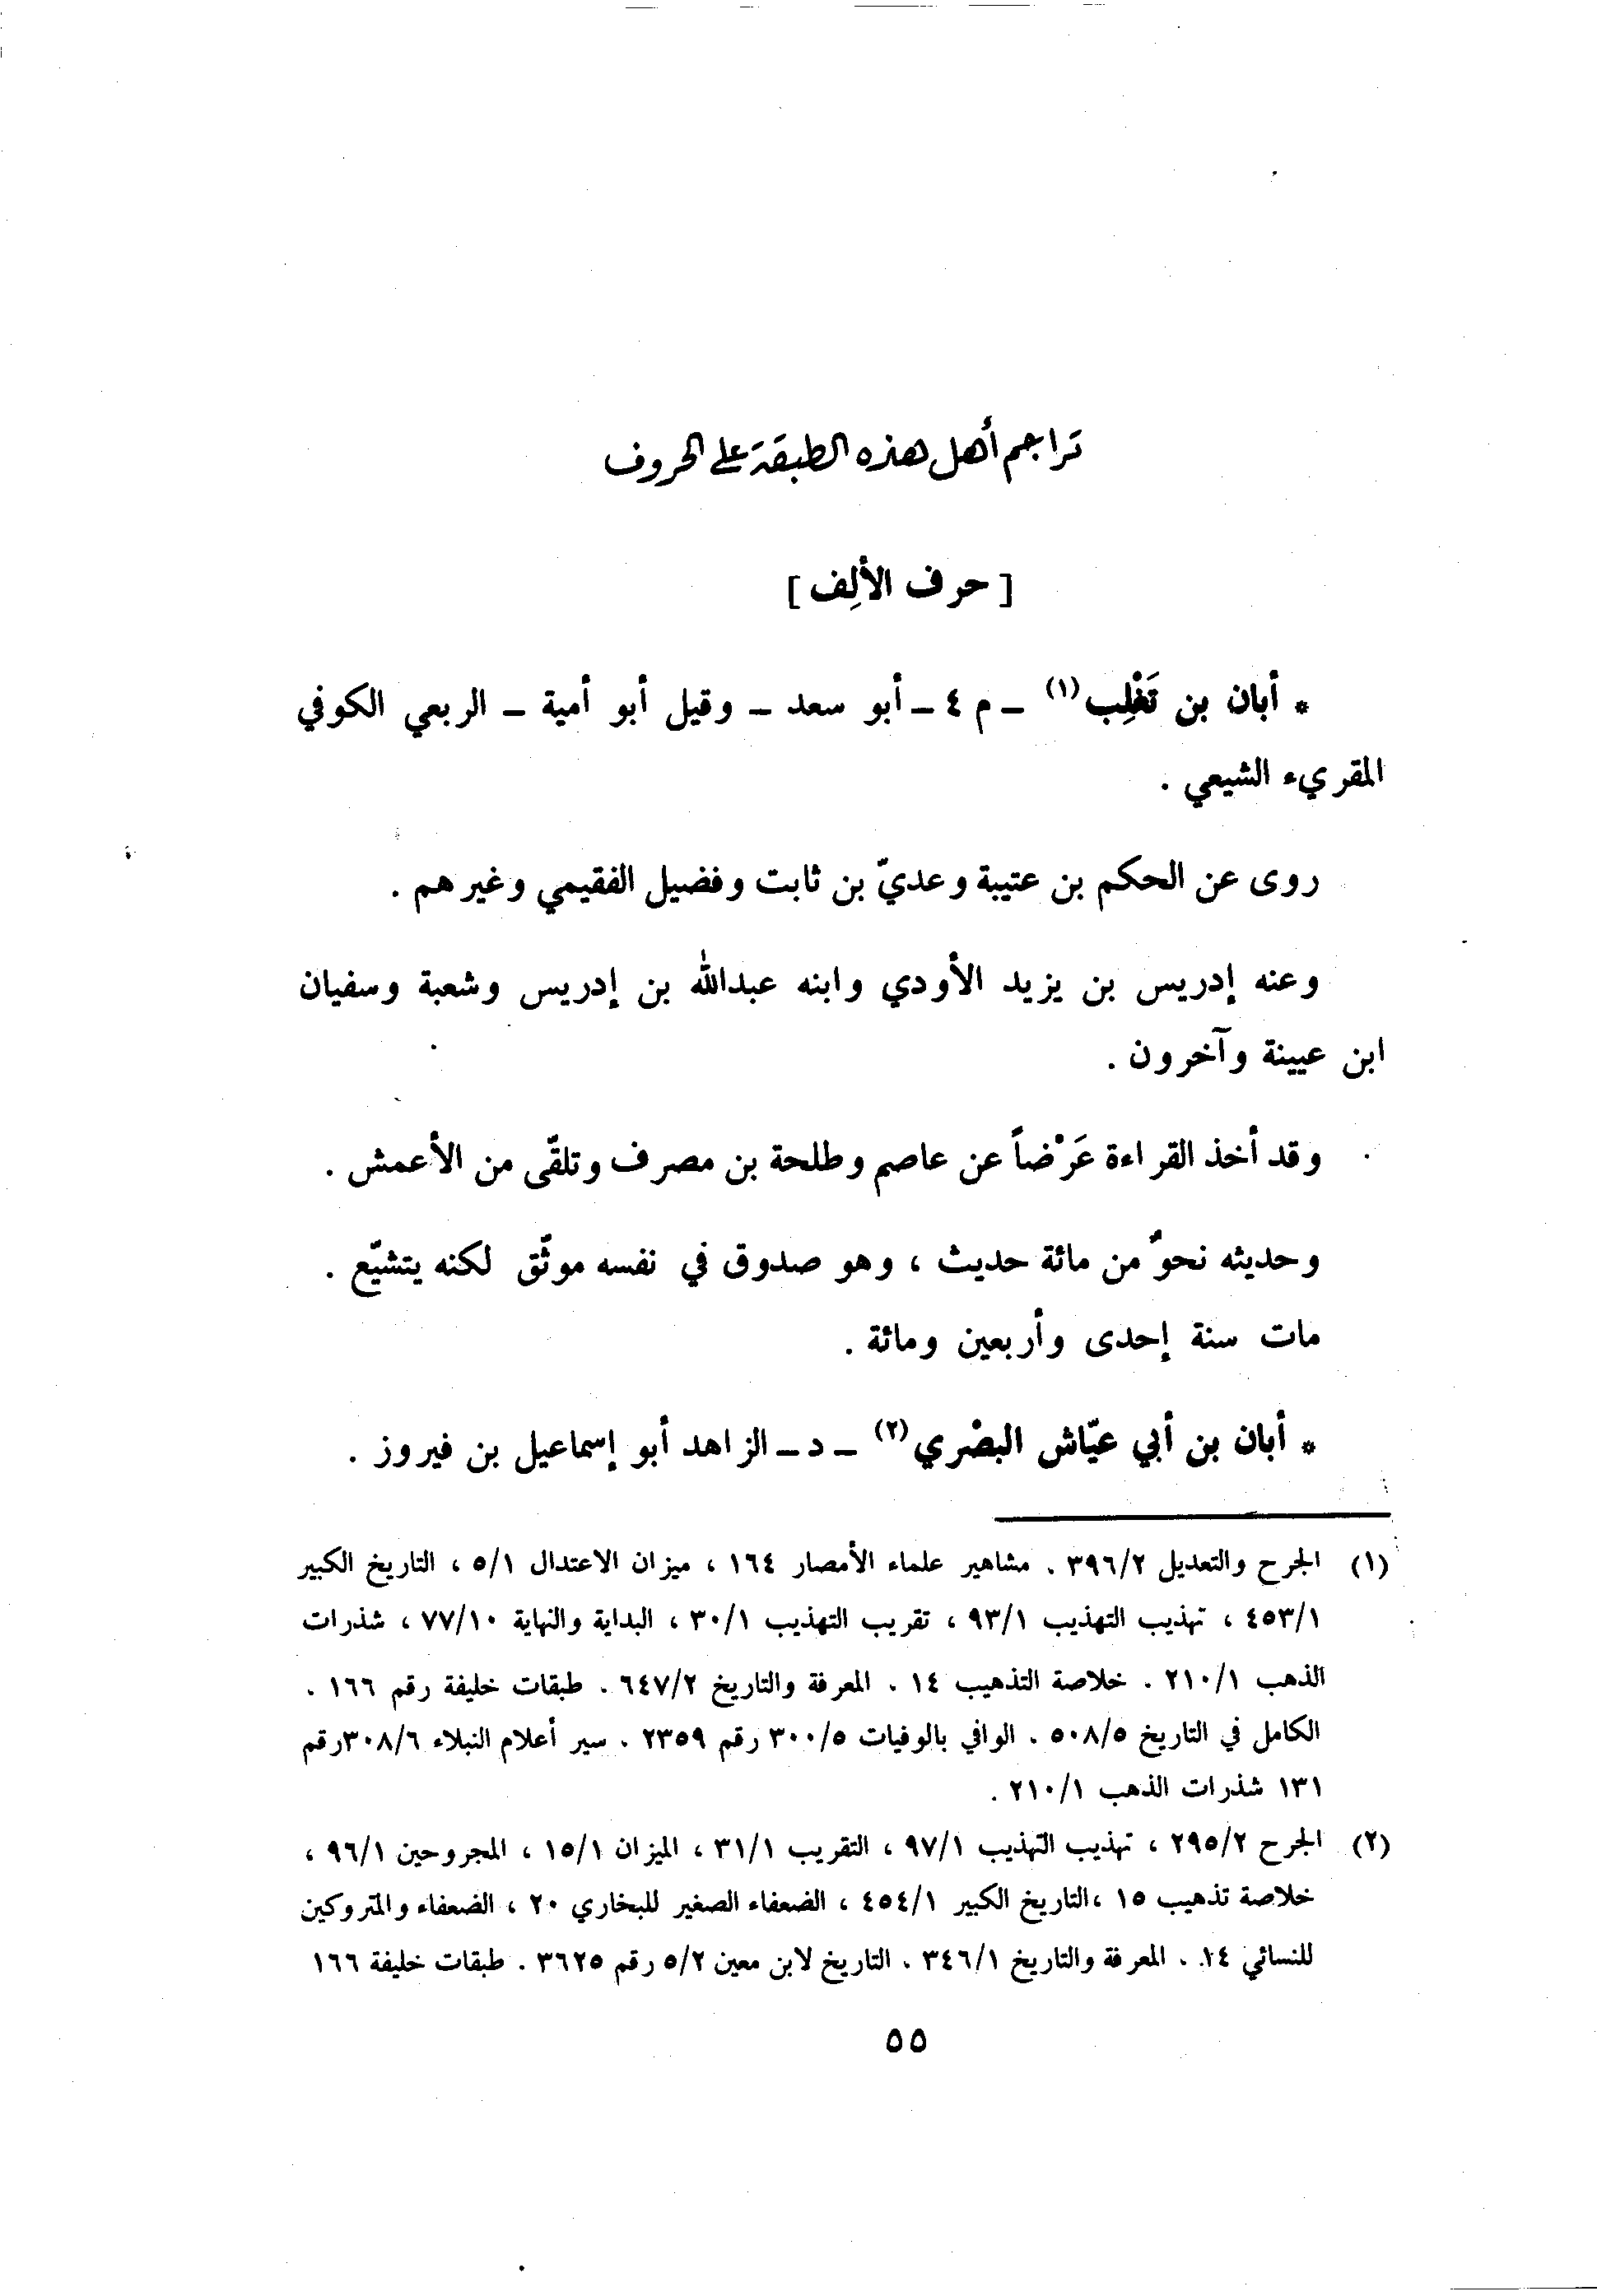 تراجم أهل هذه الطبقة على الحروف
[ حرف الألِف ]
* أبان بن تَغْلِب (١) ـ م ٤ ـ أبو سعد ـ وقيل أبو أمية ـ الربعي الكوفي
المقريء الشيعي .
روى عن الحكم بن عتيبة وعديّ بن ثابت وفضيل الفقيمي وغيرهم .
وعنه إدريس بن يزيد الأودي وابنه عبدالله بن إدريس وشعبة وسفيان
ابن عيينة وآخرون .
وقد أخذ القراءة عَرْضاً عن عاصم وطلحة بن مصرف وتلقّى من الأعمش .
وحديثه نحوٌ من مائة حديث ، وهو صدوق في نفسه موثّق لكنه يتشيّع .
مات سنة إحدى وأربعين ومائة .
* أبان بن أبي عيّاش البصْري (٢) ـ د ـ الزاهد أبو إسماعيل بن فيروز .
(١) الجرح والتعديل ٣٩٦/٢ . مشاهير علماء الأمصار ١٦٤ ، ميزان الاعتدال ٥/١ ، التاريخ الكبير
٤٥٣/١ ، تهذيب التهذيب ٩٣/١ ، تقريب التهذيب ٣٠/١ ، البداية والنهاية ٧٧/١٠ ، شذرات
الذهب ٢١٠/١ . خلاصة التذهيب ١٤ . المعرفة والتاريخ ٦٤٧/٢ . طبقات خليفة رقم ١٦٦ .
الكامل في التاريخ ٥٠٨/٥ . الوافي بالوفيات ٣٠٠/٥ رقم ٢٣٥٩ . سير أعلام النبلاء ٣٠٨/٦رقم
١٣١ شذرات الذهب ٢١٠/١ .
(٢) الجرح ٢٩٥/٢ ، تهذيب التهذيب ٩٧/١ ، التقريب ٣١/١ ، الميزان ١٥/١ ، المجروحين ٩٦/١ ،
خلاصة تذهيب ١٥ ،التاريخ الكبير ٤٥٤/١ ، الضعفاء الصغير للبخاري ٢٠ ، الضعفاء والمتروكين
للنسائي ١٤ . المعرفة والتاريخ ٣٤٦/١ . التاريخ لابن معين ٥/٢ رقم ٣٦٢٥ . طبقات خليفة ١٦٦
٥٥